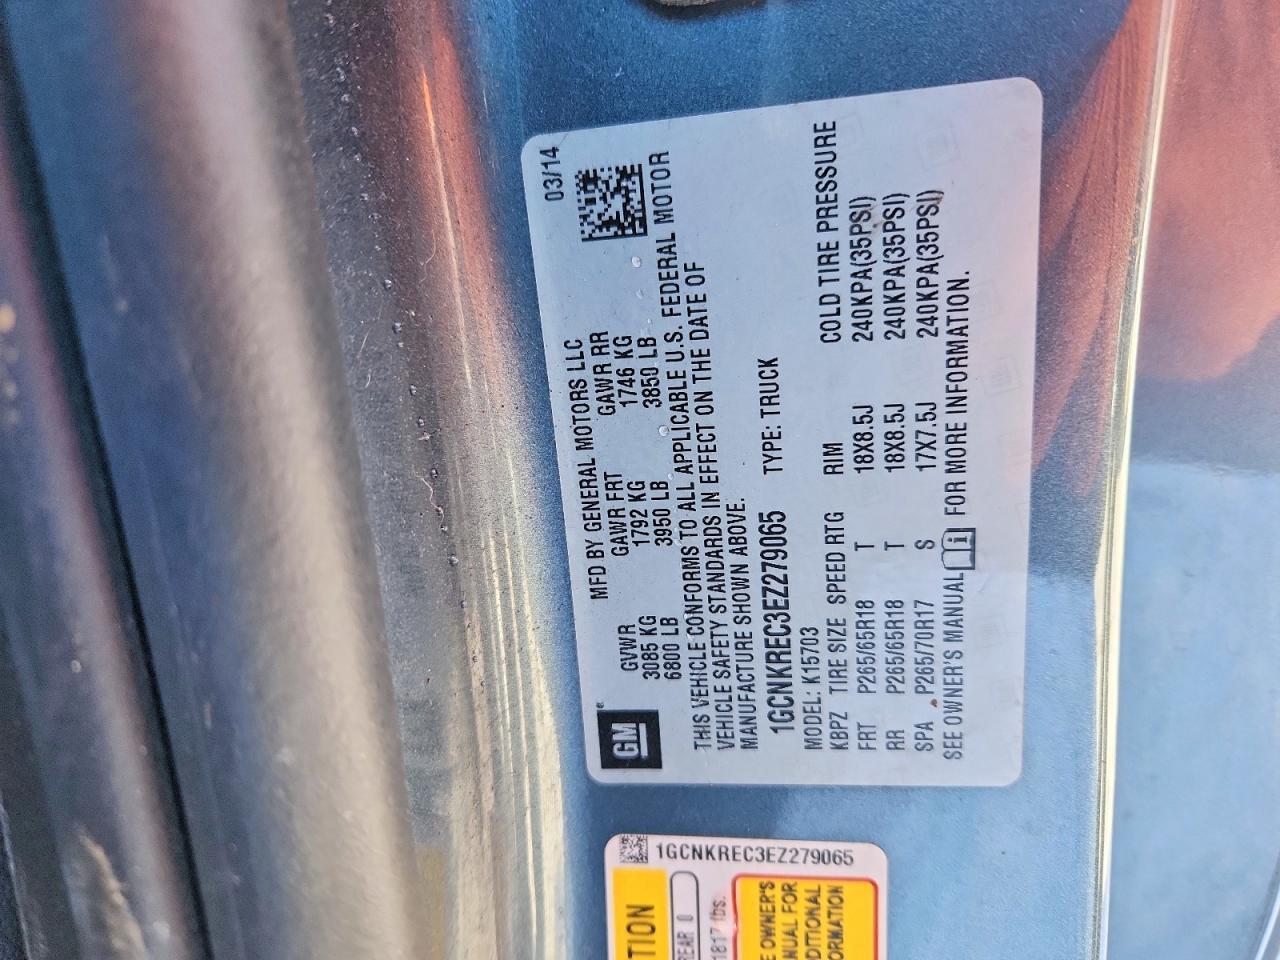 03/14
MFD BY GENERAL MOTORS LLC
GM
GVWR GAWR FRT GAWR RR
3085 KG 1792 KG 1746 KG
6800 LB 3950 LB 3850 LB
THIS VEHICLE CONFORMS TO ALL APPLICABLE U.S. FEDERAL MOTOR
VEHICLE SAFETY STANDARDS IN EFFECT ON THE DATE OF
MANUFACTURE SHOWN ABOVE.
1GCNKREC3EZ279065 TYPE: TRUCK
MODEL: K15703
KBPZ TIRE SIZE SPEED RTG RIM COLD TIRE PRESSURE
FRT P265/65R18 T 18X8.5J 240KPA(35PSI)
RR P265/65R18 T 18X8.5J 240KPA(35PSI)
SPA P265/70R17 S 17X7.5J 240KPA(35PSI)
SEE OWNER'S MANUAL i FOR MORE INFORMATION.
1GCNKREC3EZ279065
TION
REAR 0
1817 lbs.
E OWNER'S
NUAL FOR
DITIONAL
ORMATION